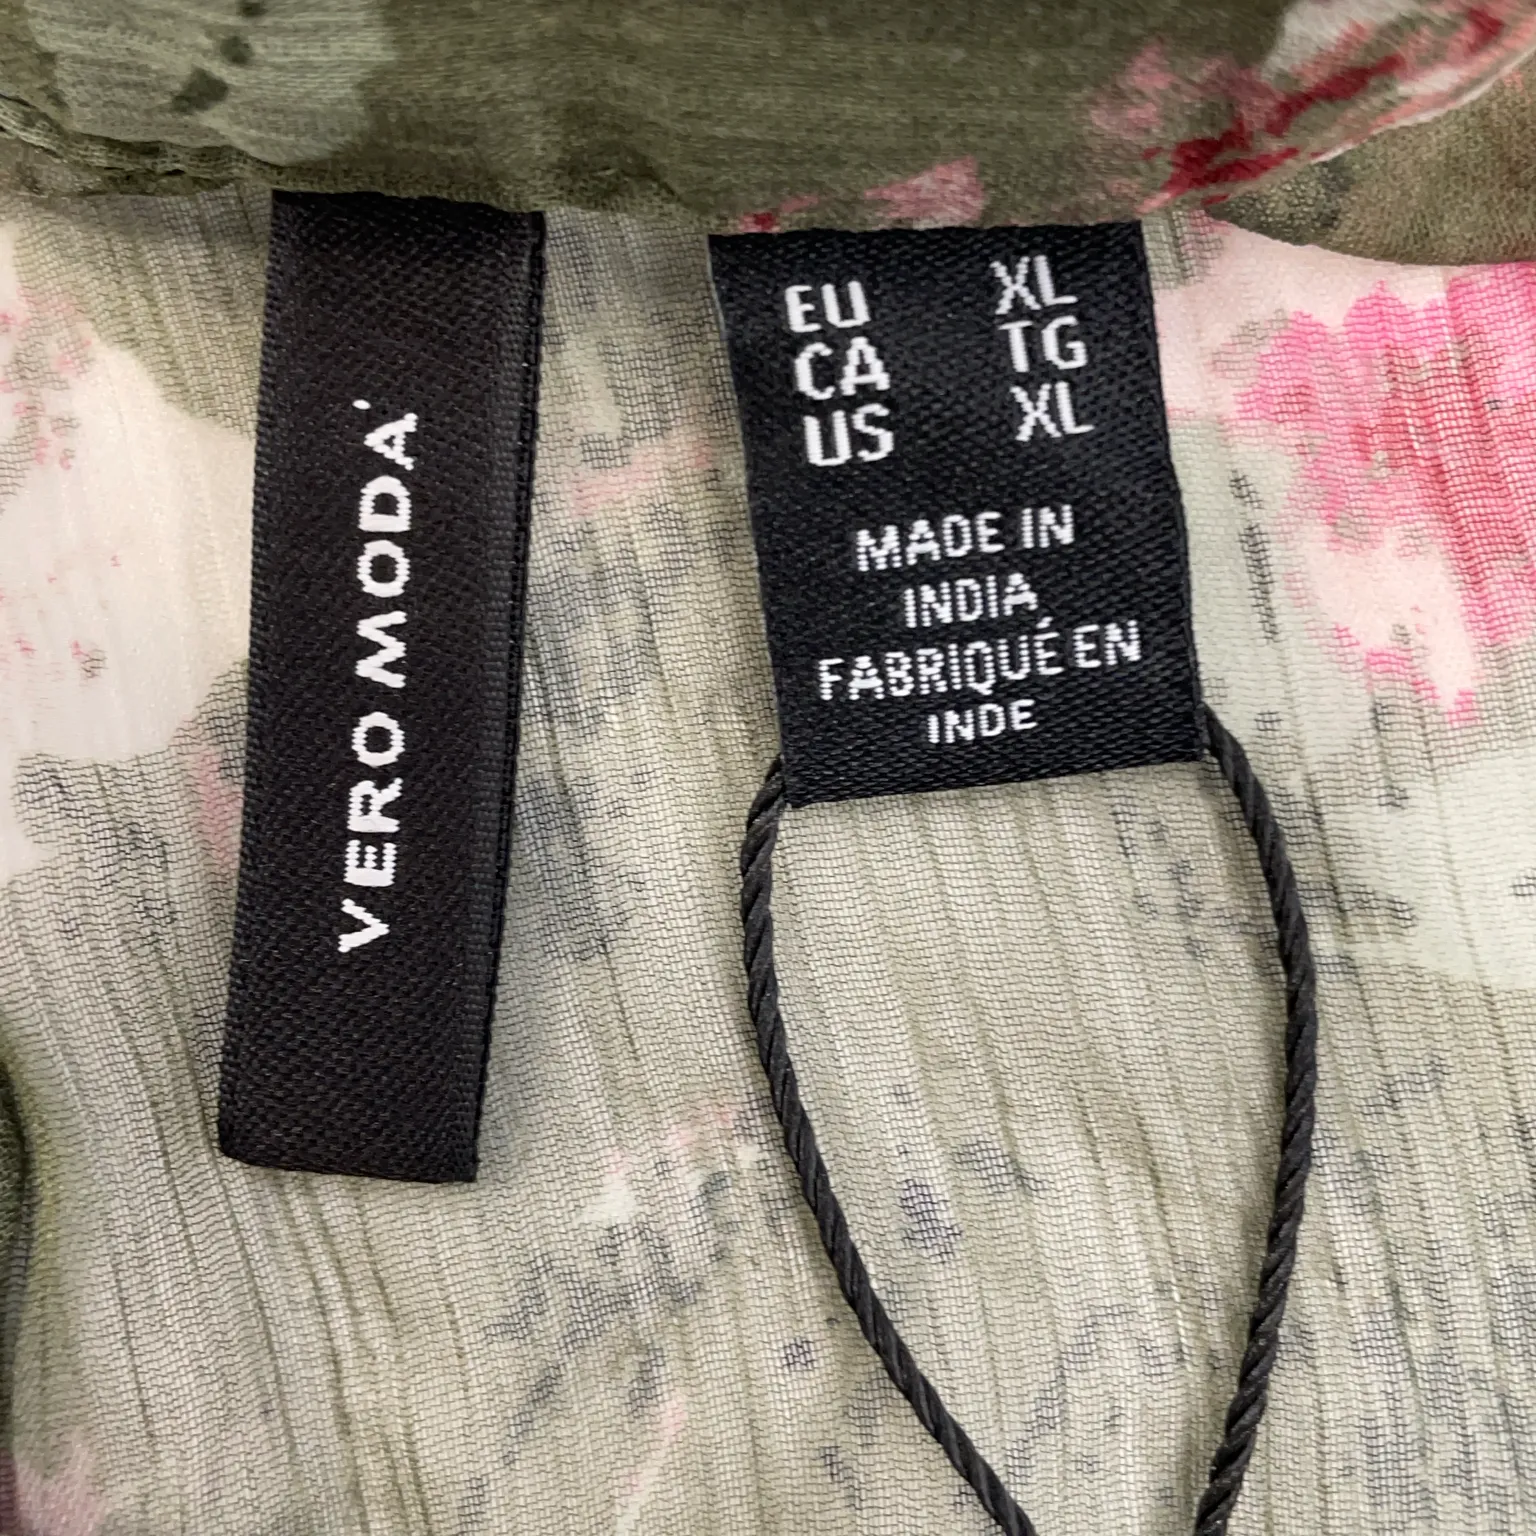 VERO MODA
EU XL
CA TG
US XL
MADE IN
INDIA
FABRIQUÉ EN
INDE